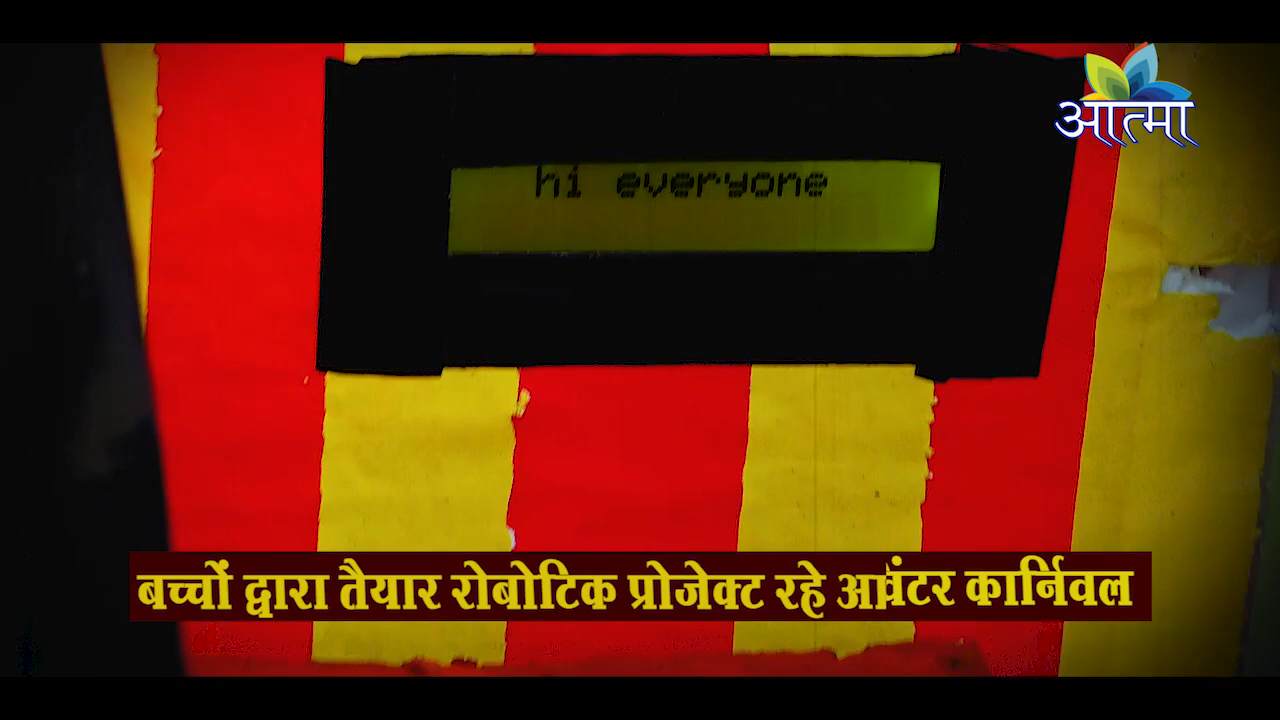 आत्मा
hi everyone
बच्चों द्वारा तैयार रोबोटिक प्रोजेक्ट रहे कार्निवल